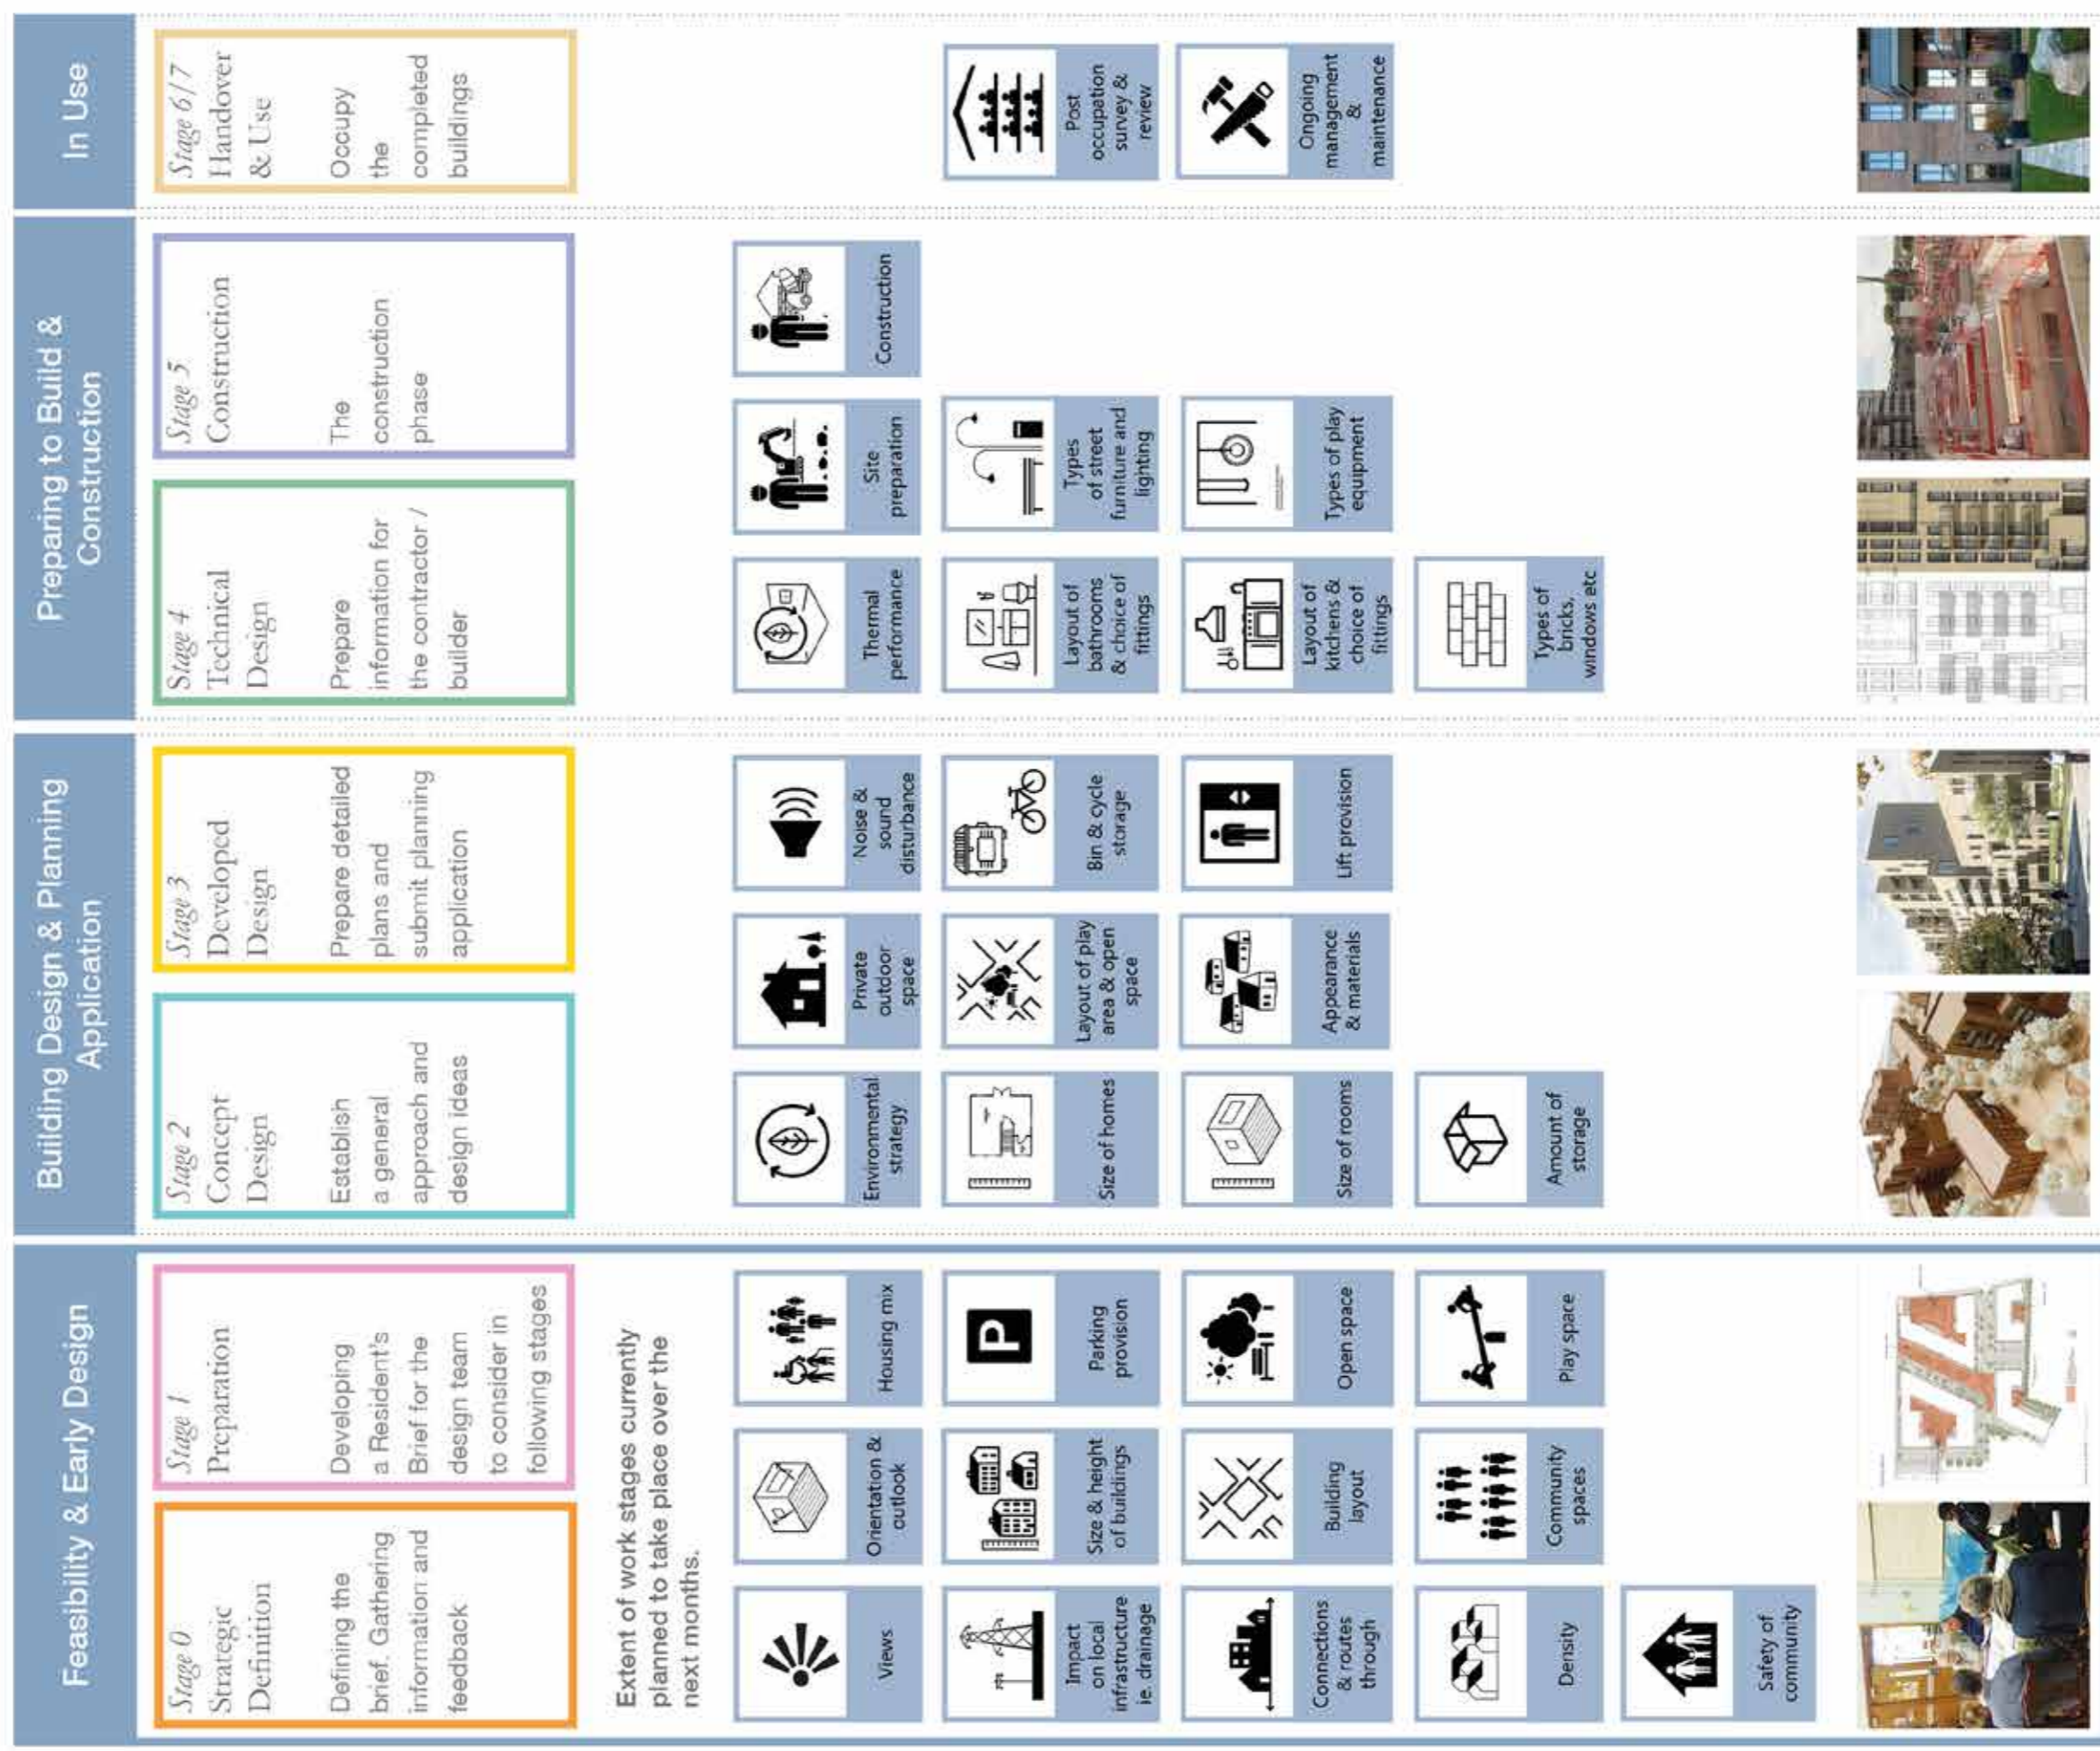 Feasibility & Early Design
Stage 0
Strategic
Definition
Defining the
brief. Gathering
information and
feedback
Stage 1
Preparation
Developing
a Resident's
Brief for the
design team
to consider in
following stages
Extent of work stages currently
planned to take place over the
next months.
Views
Orientation &
outlook
Housing mix
Impact
on local
infrastructure
ie. drainage
Size & height
of buildings
P
Parking
provision
Connections
& routes
through
Building
layout
Open space
Density
Community
spaces
Play space
Safety of
community
Building Design & Planning
Application
Stage 2
Concept
Design
Establish
a general
approach and
design ideas
Stage 3
Developed
Design
Prepare detailed
plans and
submit planning
application
Environmental
strategy
Private
outdoor
space
Noise &
sound
disturbance
Size of homes
Layout of play
area & open
space
Bin & cycle
storage
Size of rooms
Appearance
& materials
Lift provision
Amount of
storage
Preparing to Build &
Construction
Stage 4
Technical
Design
Prepare
information for
the contractor /
builder
Stage 5
Construction
The
construction
phase
Thermal
performance
Site
preparation
Construction
Layout of
bathrooms
& choice of
fittings
Types
of street
furniture and
lighting
Layout of
kitchens &
choice of
fittings
Types of play
equipment
Types of
bricks,
windows etc
In Use
Stage 6/7
Handover
& Use
Occupy
the
completed
buildings
Post
occupation
survey &
review
Ongoing
management
&
maintenance